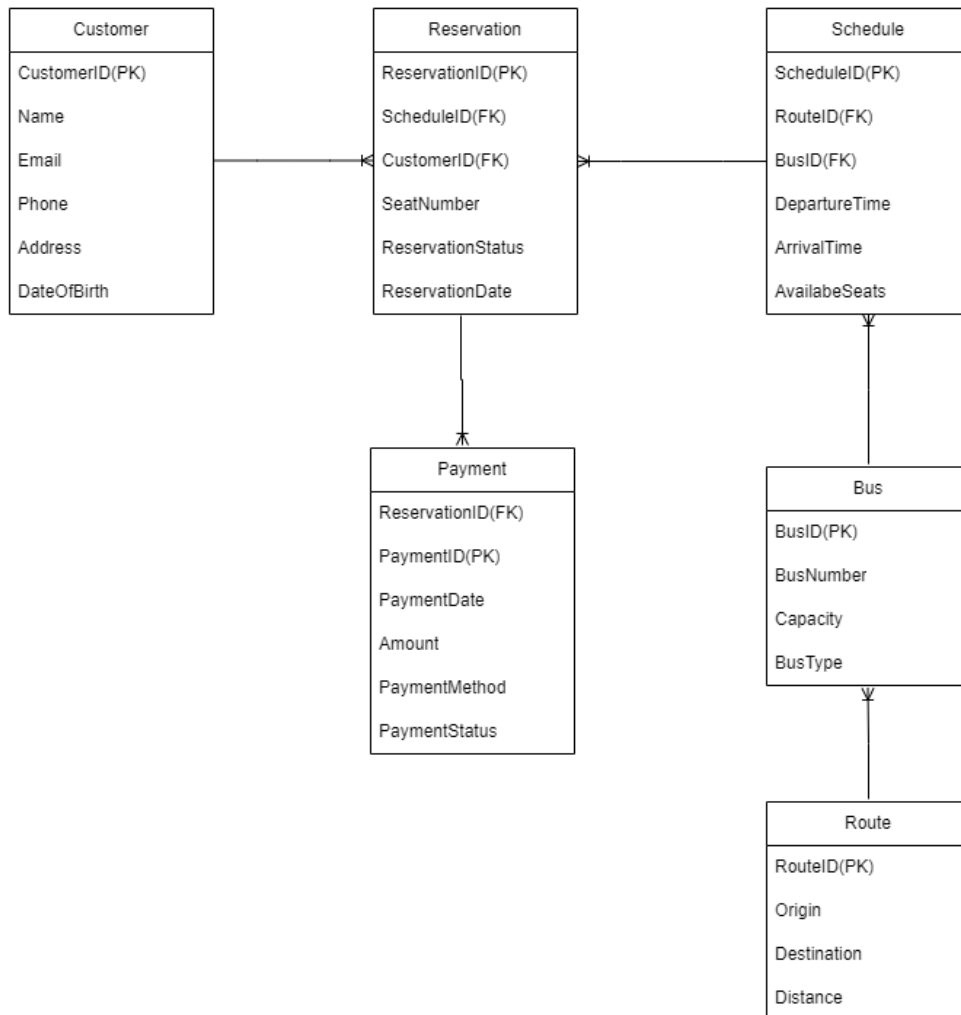 Customer
CustomerID(PK)
Name
Email
Phone
Address
DateOfBirth
Reservation
ReservationID(PK)
ScheduleID(FK)
CustomerID(FK)
SeatNumber
ReservationStatus
ReservationDate
Schedule
ScheduleID(PK)
RouteID(FK)
BusID(FK)
DepartureTime
ArrivalTime
AvailabeSeats
Payment
ReservationID(FK)
PaymentID(PK)
PaymentDate
Amount
PaymentMethod
PaymentStatus
Bus
BusID(PK)
BusNumber
Capacity
BusType
Route
RouteID(PK)
Origin
Destination
Distance